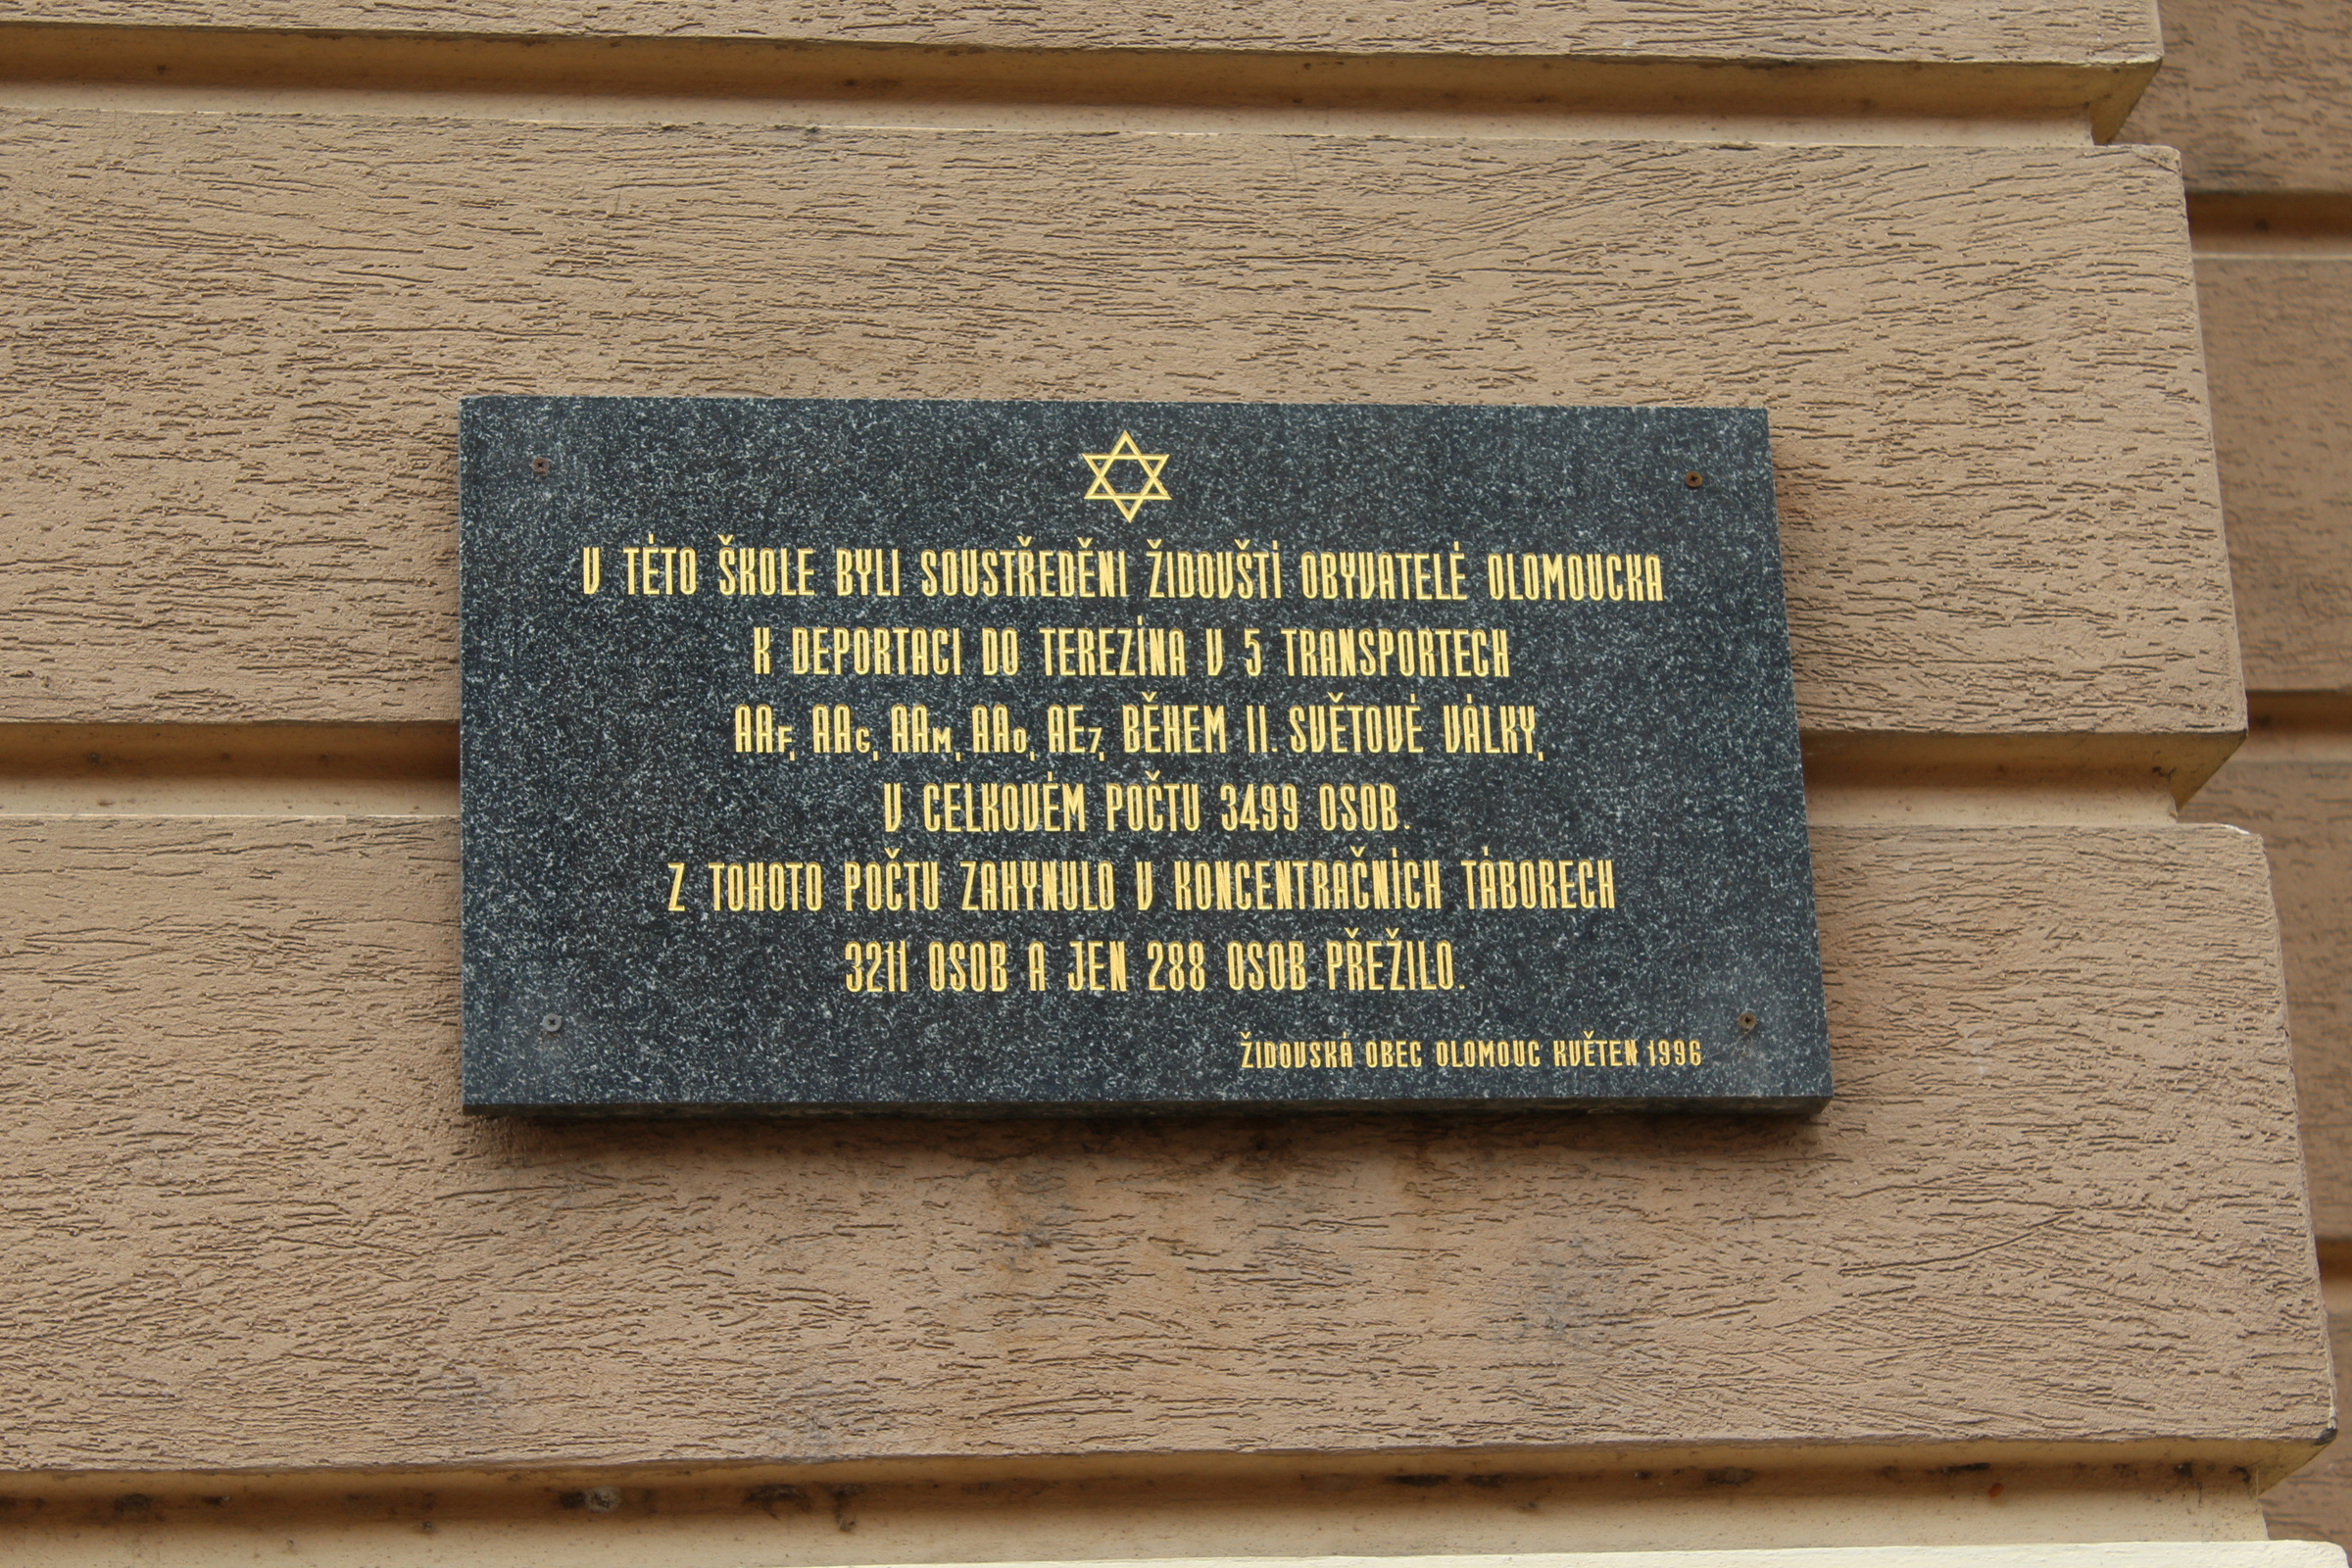 V TÉTO ŠKOLE BYLI SOUSTŘEDĚNI ŽIDOVŠTÍ OBYVATELÉ OLOMOUCKA
K DEPORTACI DO TEREZÍNA V 5 TRANSPORTECH
AAF, AAG, AAM, AAO, AE7, BĚHEM II. SVĚTOVÉ VÁLKY,
V CELKOVÉM POČTU 3499 OSOB.
Z TOHOTO POČTU ZAHYNULO V KONCENTRAČNÍCH TÁBORECH
3211 OSOB A JEN 288 OSOB PŘEŽILO.
ŽIDOVSKÁ OBEC OLOMOUC KVĚTEN 1996